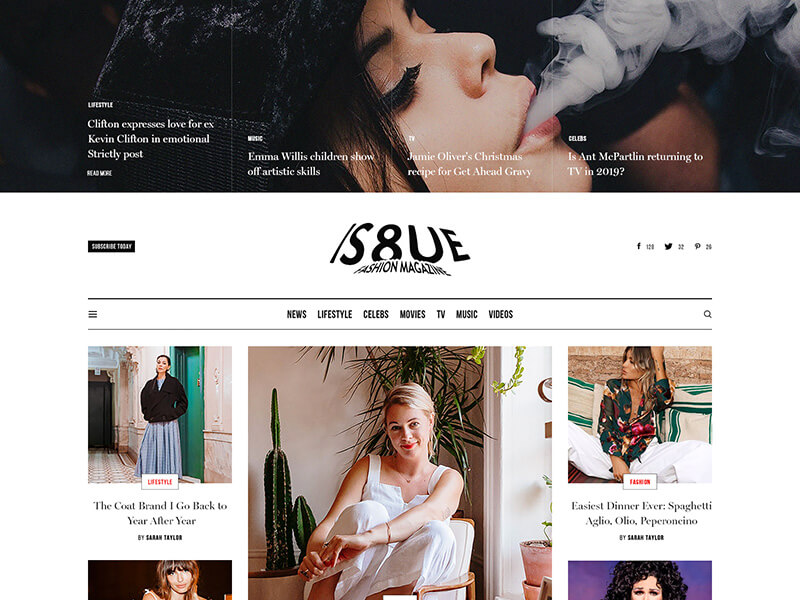 LIFESTYLE
Clifton expresses love for ex
Kevin Clifton in emotional
Strictly post
READ MORE
MUSIC
Emma Willis children show
off artistic skills
TV
Jamie Oliver's Christmas
recipe for Get Ahead Gravy
CELEBS
Is Ant McPartlin returning to
TV in 2019?
SUBSCRIBE TODAY
IS8UE
FASHION MAGAZINE
120 32 26
NEWS LIFESTYLE CELEBS MOVIES TV MUSIC VIDEOS
LIFESTYLE
The Coat Brand I Go Back to
Year After Year
BY SARAH TAYLOR
FASHION
Easiest Dinner Ever: Spaghetti
Aglio, Olio, Peperoncino
BY SARAH TAYLOR